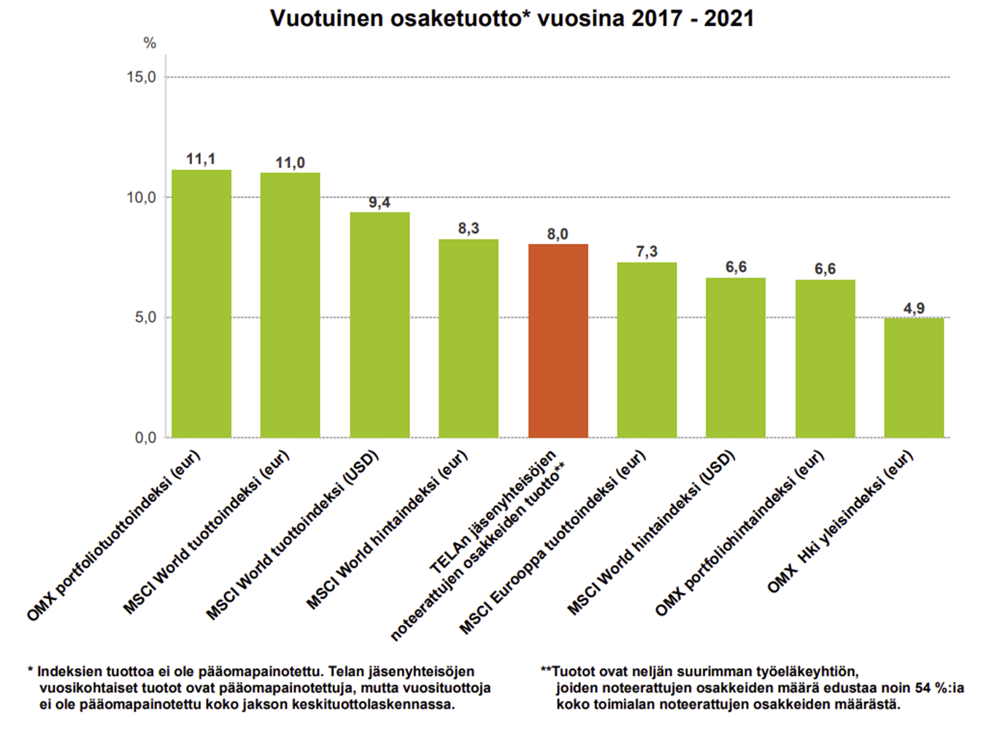 Vuotuinen osaketuotto* vuosina 2017 - 2021
%
15,0
10,0
5,0
0,0
11,1
11,0
9,4
8,3
8,0
7,3
6,6
6,6
4,9
OMX portfoliotuottoindeksi (eur)
MSCI World tuottoindeksi (eur)
MSCI World tuottoindeksi (USD)
MSCI World hintaindeksi (eur)
TELAn jäsenyhteisöjen
noteerattujen osakkeiden tuotto**
MSCI Eurooppa tuottoindeksi (eur)
MSCI World hintaindeksi (USD)
OMX portfoliohintaindeksi (eur)
OMX Hki yleisindeksi (eur)
* Indeksien tuottoa ei ole pääomapainotettu. Telan jäsenyhteisöjen
vuosikohtaiset tuotot ovat pääomapainotettuja, mutta vuosituottoja
ei ole pääomapainotettu koko jakson keskituottolaskennassa.
**Tuotot ovat neljän suurimman työeläkeyhtiön,
joiden noteerattujen osakkeiden määrä edustaa noin 54 %:ia
koko toimialan noteerattujen osakkeiden määrästä.